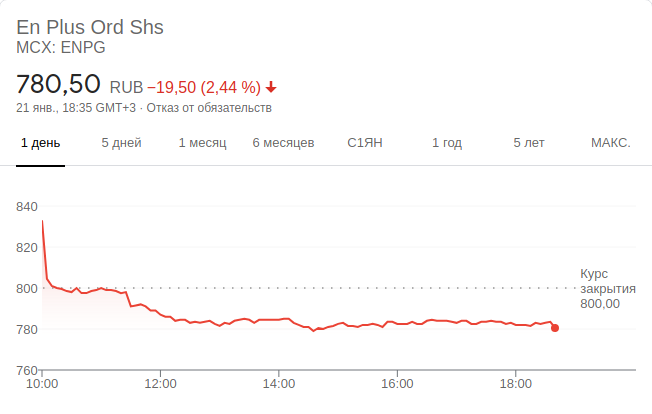 En Plus Ord Shs
MCX: ENPG
780,50 RUB −19,50 (2,44 %)
21 янв., 18:35 GMT+3 · Отказ от обязательств
1 день 5 дней 1 месяц 6 месяцев С1ЯН 1 год 5 лет МАКС.
840
820
800
780
760
Курс
закрытия
800,00
10:00 12:00 14:00 16:00 18:00